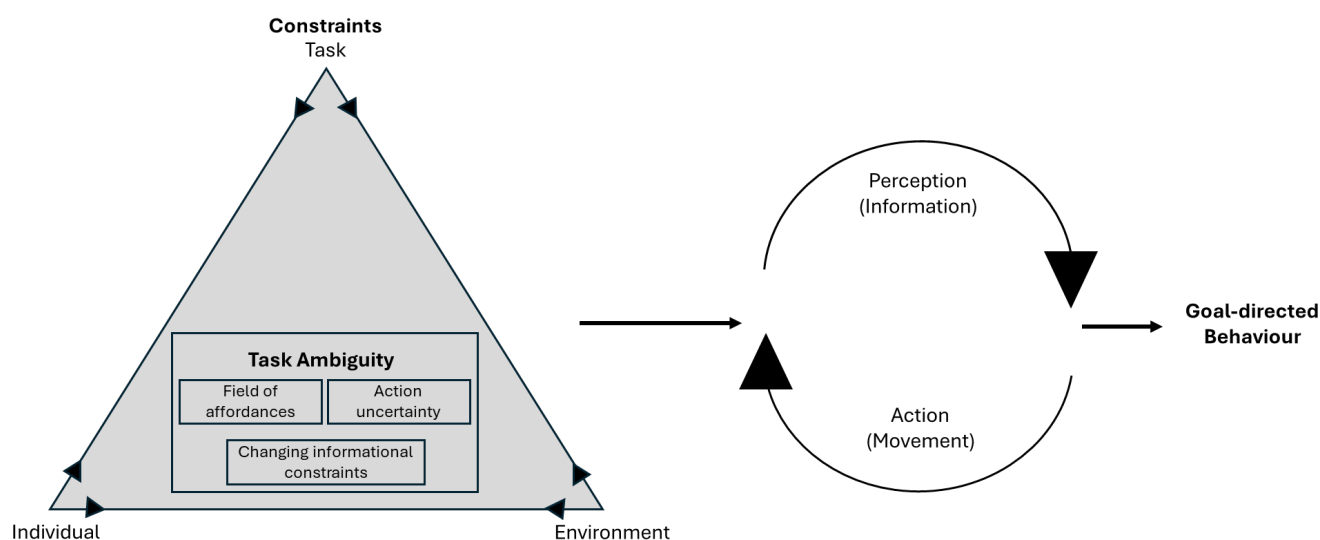 Constraints
Task
Task Ambiguity
Field of
affordances
Action
uncertainty
Changing informational
constraints
Individual
Environment
Perception
(Information)
Action
(Movement)
Goal-directed
Behaviour